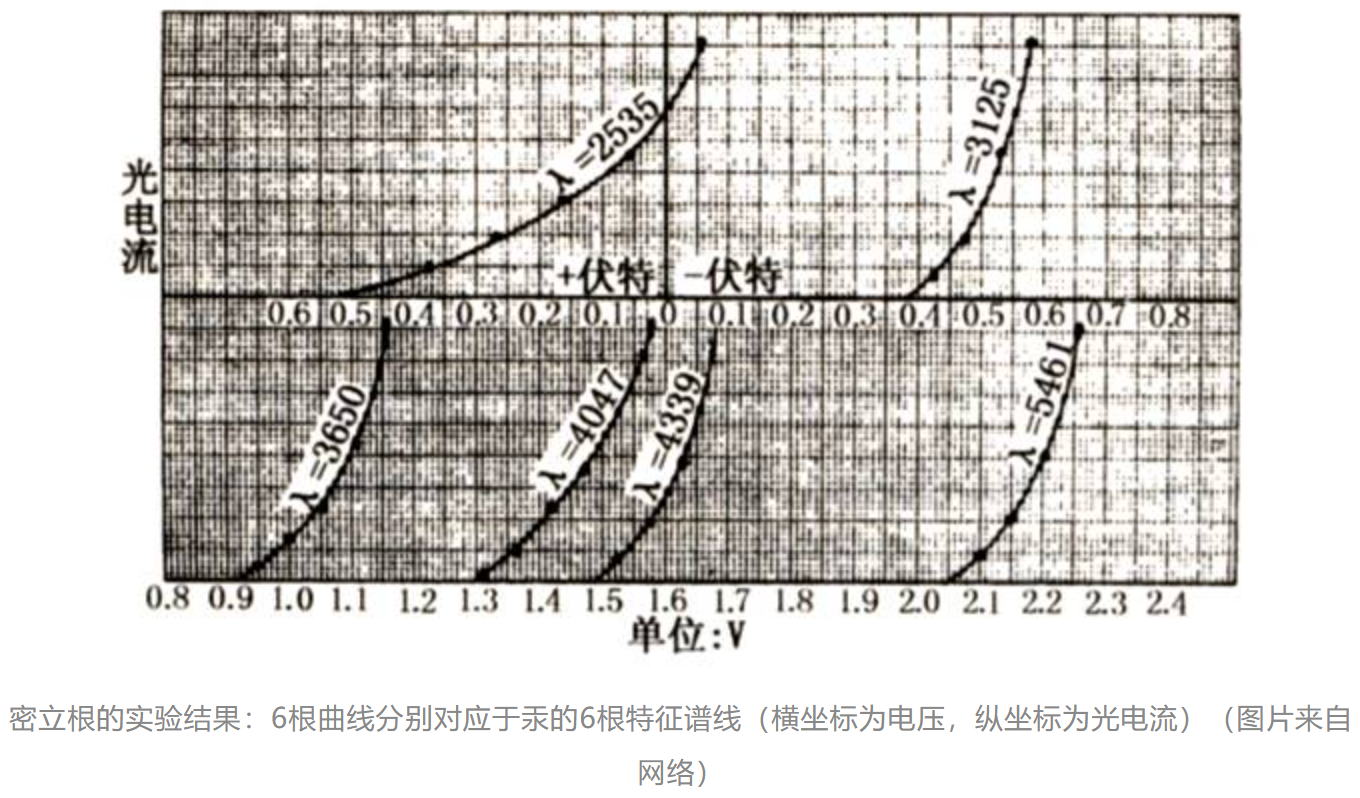 光电流
λ=2535
λ=3125
+伏特 -伏特
0.6 0.5 0.4 0.3 0.2 0.1 0 0.1 0.2 0.3 0.4 0.5 0.6 0.7 0.8
λ=3650
λ=4047
λ=4339
λ=5461
0.8 0.9 1.0 1.1 1.2 1.3 1.4 1.5 1.6 1.7 1.8 1.9 2.0 2.1 2.2 2.3 2.4
单位:V
密立根的实验结果：6根曲线分别对应于汞的6根特征谱线（横坐标为电压，纵坐标为光电流）（图片来自
网络）